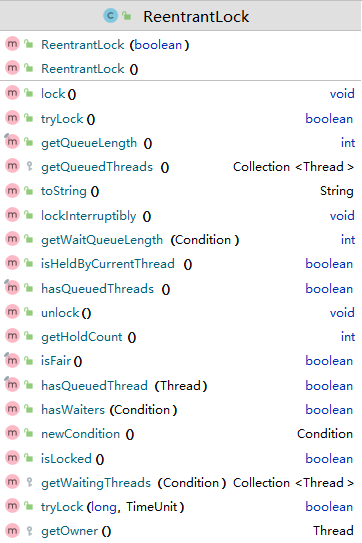 C ReentrantLock
m ReentrantLock (boolean)
m ReentrantLock ()
m lock() void
m tryLock () boolean
m getQueueLength () int
m getQueuedThreads () Collection <Thread >
m toString() String
m lockInterruptibly () void
m getWaitQueueLength (Condition ) int
m isHeldByCurrentThread () boolean
m hasQueuedThreads () boolean
m unlock() void
m getHoldCount () int
m isFair() boolean
m hasQueuedThread (Thread) boolean
m hasWaiters (Condition) boolean
m newCondition () Condition
m isLocked() boolean
m getWaitingThreads (Condition) Collection <Thread >
m tryLock (long, TimeUnit) boolean
m getOwner() Thread